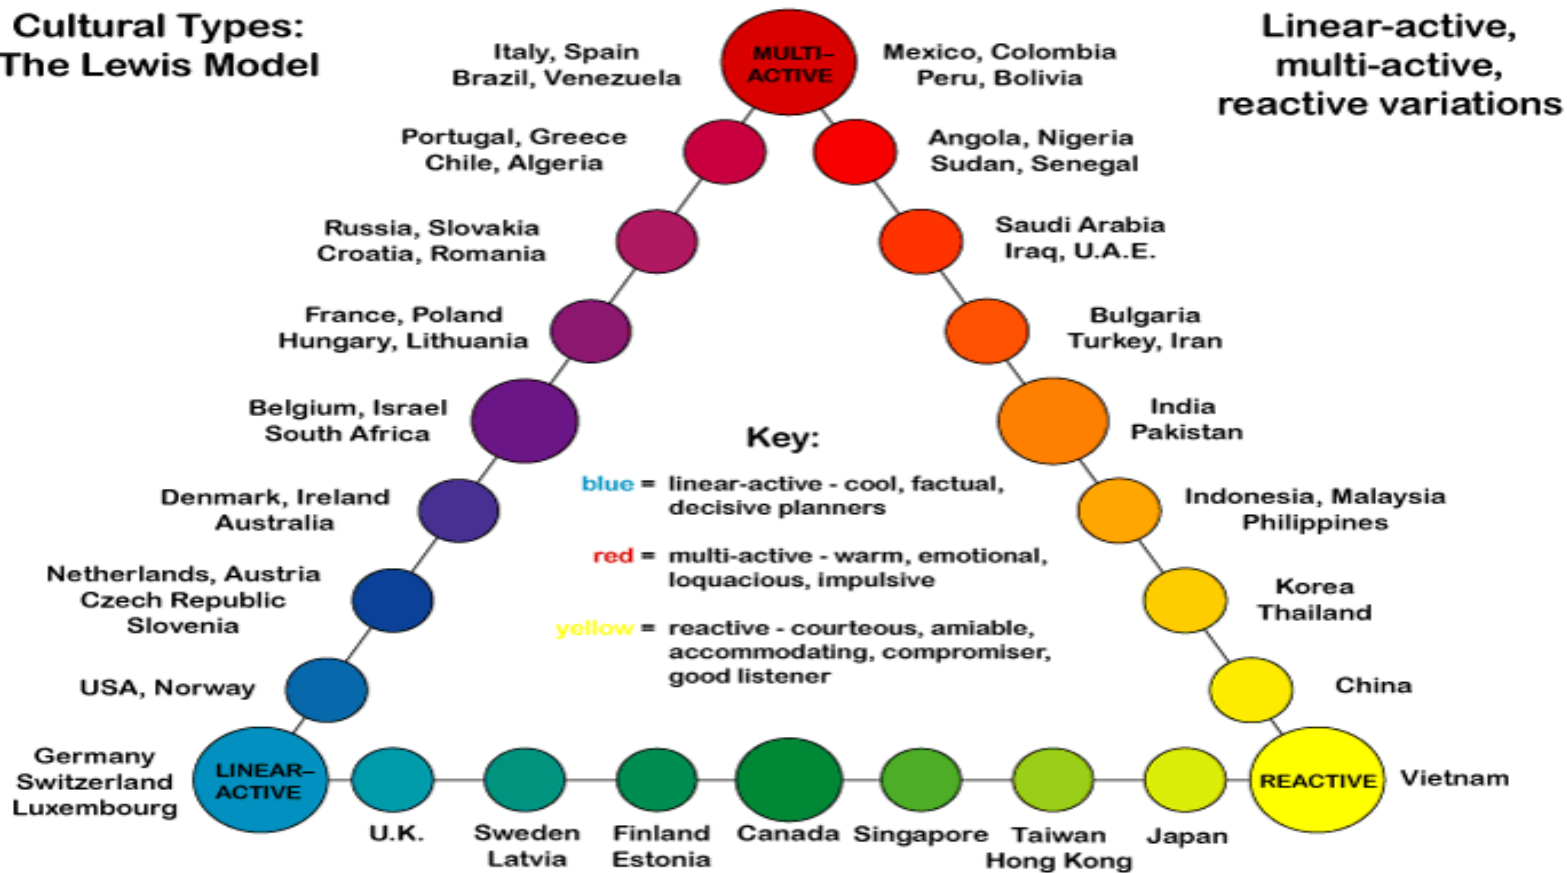 Cultural Types:
The Lewis Model
Linear-active,
multi-active,
reactive variations
MULTI-
ACTIVE
Italy, Spain
Brazil, Venezuela
Mexico, Colombia
Peru, Bolivia
Portugal, Greece
Chile, Algeria
Angola, Nigeria
Sudan, Senegal
Russia, Slovakia
Croatia, Romania
Saudi Arabia
Iraq, U.A.E.
France, Poland
Hungary, Lithuania
Bulgaria
Turkey, Iran
Belgium, Israel
South Africa
India
Pakistan
Denmark, Ireland
Australia
Indonesia, Malaysia
Philippines
Netherlands, Austria
Czech Republic
Slovenia
Korea
Thailand
USA, Norway
China
Key:
blue = linear-active - cool, factual,
decisive planners
red = multi-active - warm, emotional,
loquacious, impulsive
yellow = reactive - courteous, amiable,
accommodating, compromiser,
good listener
Germany
Switzerland
Luxembourg
LINEAR-
ACTIVE
REACTIVE
Vietnam
U.K.
Sweden
Latvia
Finland
Estonia
Canada
Singapore
Taiwan
Hong Kong
Japan